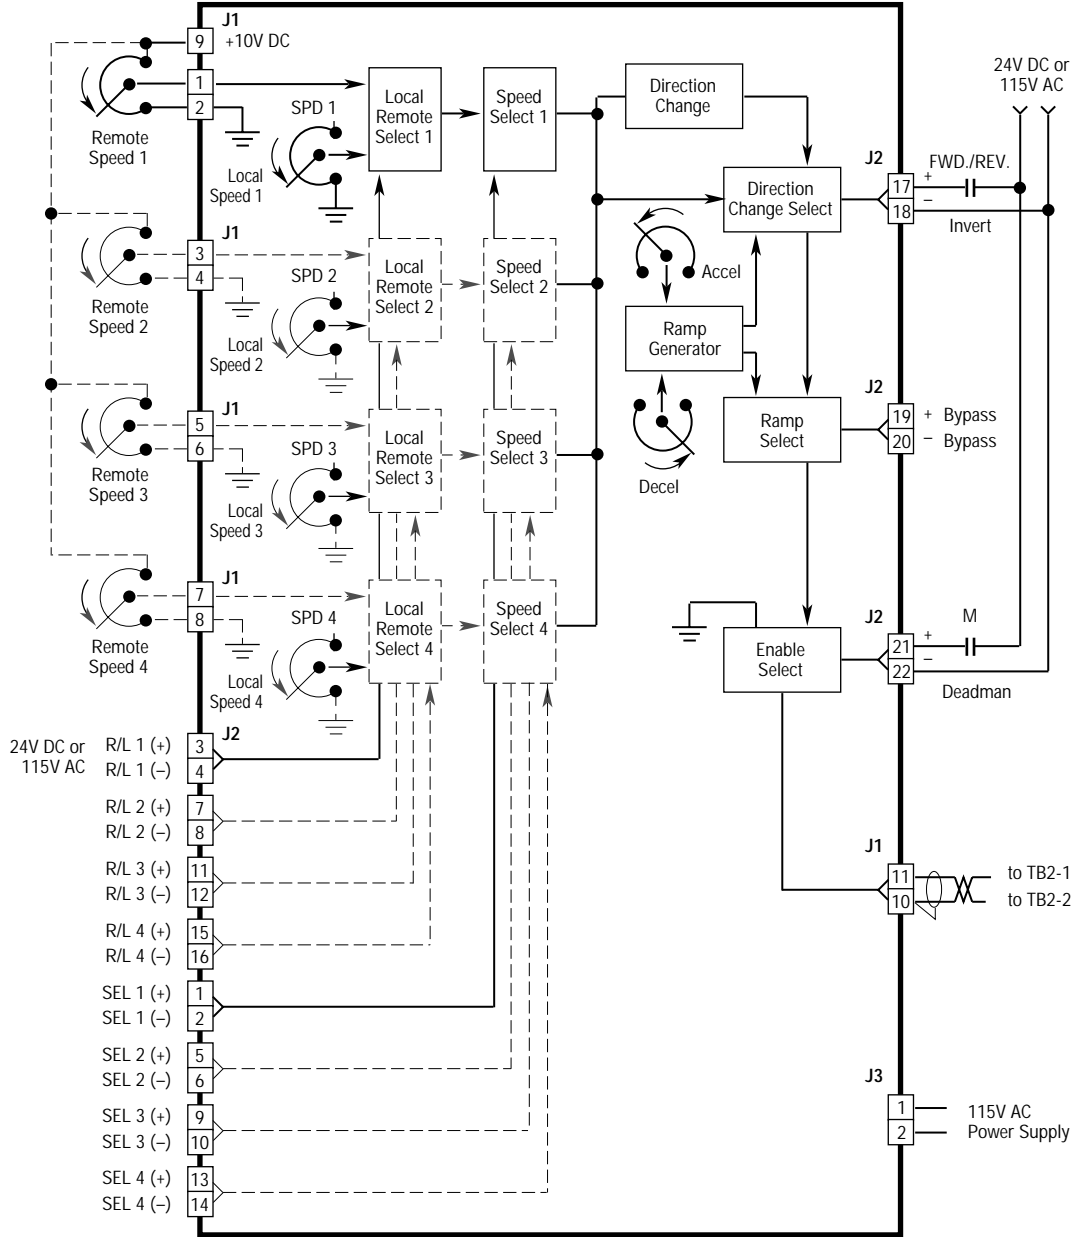 J1
9
+10V DC
1
2
Remote
Speed 1
SPD 1
Local
Speed 1
Local
Remote
Select 1
Speed
Select 1
Direction
Change
24V DC or
115V AC
J2
FWD./REV.
17
+
18
–
Invert
Direction
Change Select
J1
3
4
Remote
Speed 2
SPD 2
Local
Speed 2
Local
Remote
Select 2
Speed
Select 2
Accel
Ramp
Generator
Decel
J1
5
6
Remote
Speed 3
SPD 3
Local
Speed 3
Local
Remote
Select 3
Speed
Select 3
Ramp
Select
J2
19
+ Bypass
20
– Bypass
J1
7
8
Remote
Speed 4
SPD 4
Local
Speed 4
Local
Remote
Select 4
Speed
Select 4
Enable
Select
J2
M
21
+
22
–
Deadman
24V DC or
115V AC
J2
R/L 1 (+)
3
R/L 1 (–)
4
R/L 2 (+)
7
R/L 2 (–)
8
R/L 3 (+)
11
R/L 3 (–)
12
R/L 4 (+)
15
R/L 4 (–)
16
SEL 1 (+)
1
SEL 1 (–)
2
SEL 2 (+)
5
SEL 2 (–)
6
SEL 3 (+)
9
SEL 3 (–)
10
SEL 4 (+)
13
SEL 4 (–)
14
J1
11
to TB2-1
10
to TB2-2
J3
1
115V AC
2
Power Supply